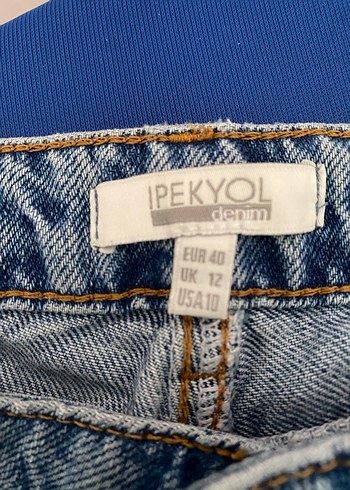 IPEKYOL
denim
EUR 40
UK 12
USA 10